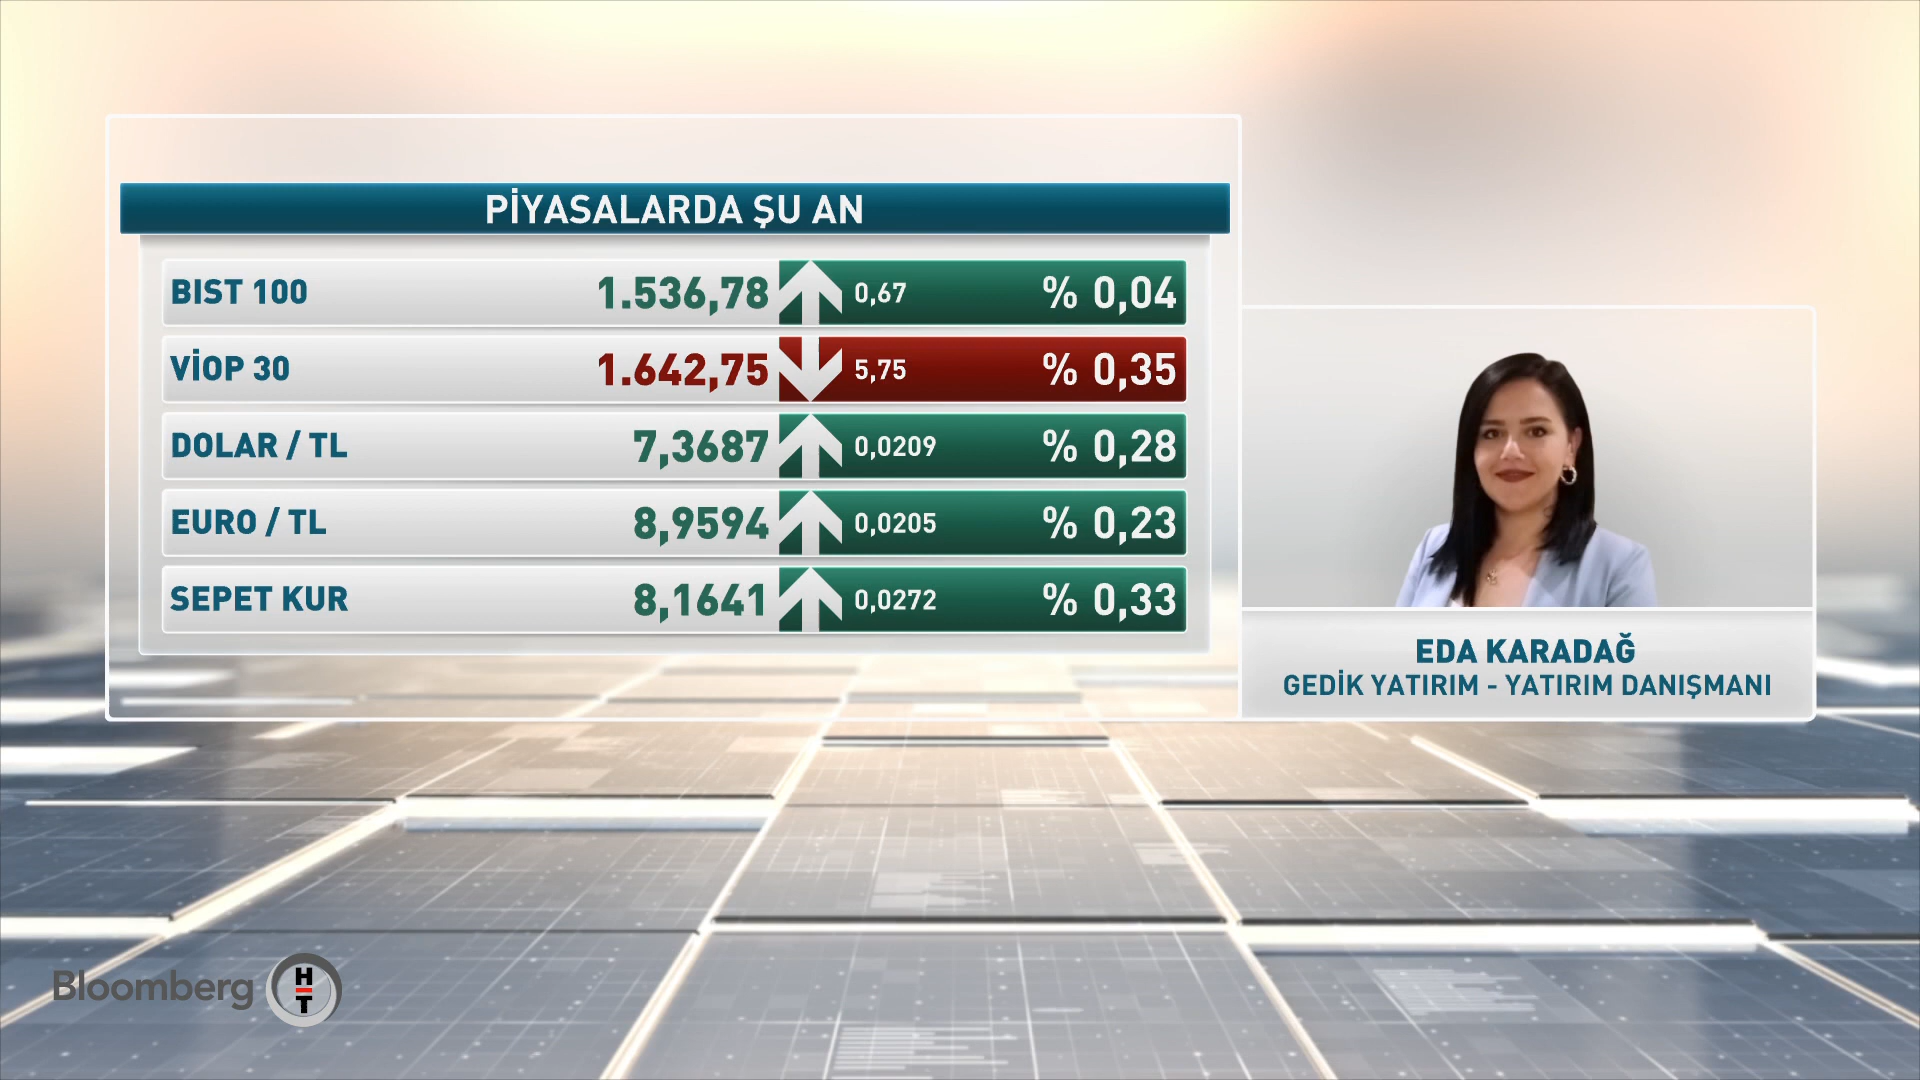 PİYASALARDA ŞU AN
BIST 100 1.536,78 0,67 % 0,04
VİOP 30 1.642,75 5,75 % 0,35
DOLAR / TL 7,3687 0,0209 % 0,28
EURO / TL 8,9594 0,0205 % 0,23
SEPET KUR 8,1641 0,0272 % 0,33
EDA KARADAĞ
GEDİK YATIRIM - YATIRIM DANIŞMANI
Bloomberg HT